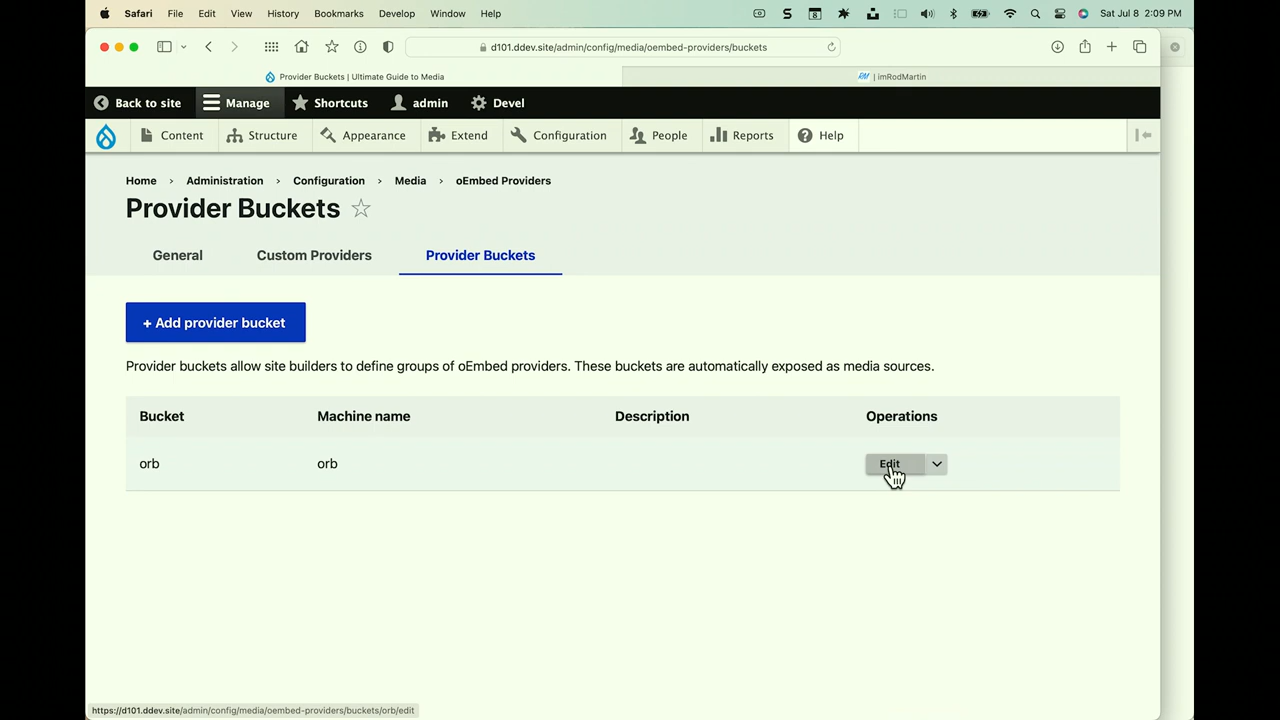 Safari File Edit View History Bookmarks Develop Window Help S 8 Sat Jul 8 2:09 PM
d101.ddev.site/admin/config/media/oembed-providers/buckets
Provider Buckets | Ultimate Guide to Media RM | imRodMartin
Back to site Manage Shortcuts admin Devel
Content Structure Appearance Extend Configuration People Reports Help
Home › Administration › Configuration › Media › oEmbed Providers
Provider Buckets
General Custom Providers Provider Buckets
+ Add provider bucket
Provider buckets allow site builders to define groups of oEmbed providers. These buckets are automatically exposed as media sources.
Bucket Machine name Description Operations
orb orb Edit
https://d101.ddev.site/admin/config/media/oembed-providers/buckets/orb/edit